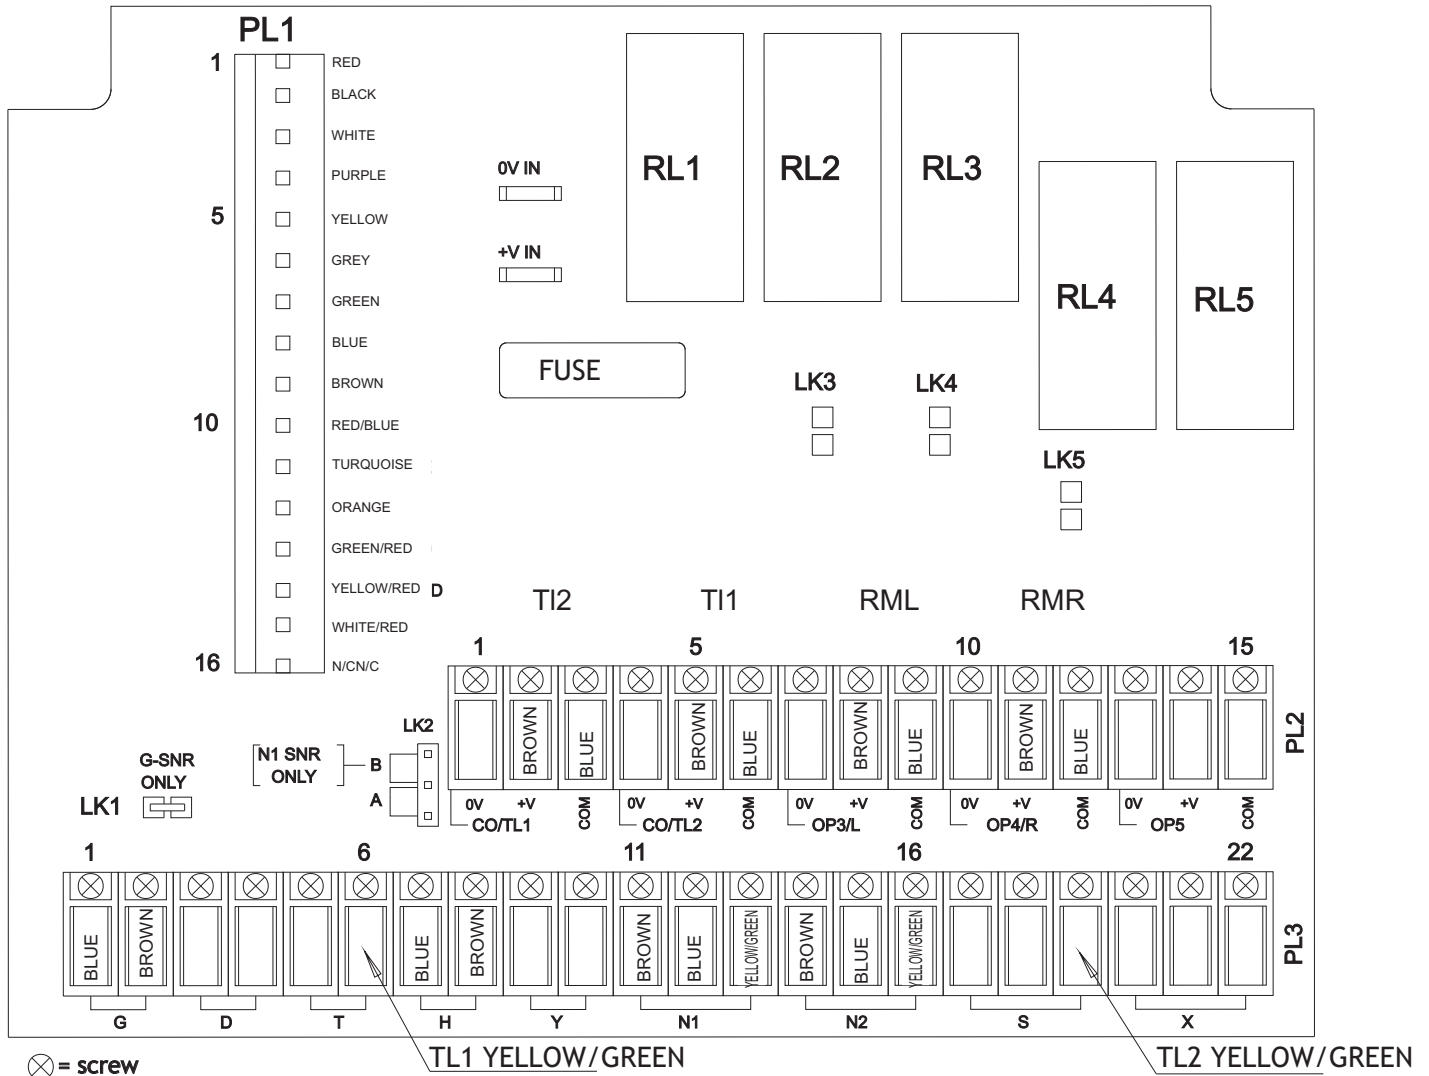 PL1
1 RED
BLACK
WHITE
PURPLE
5 YELLOW
GREY
GREEN
BLUE
BROWN
10 RED/BLUE
TURQUOISE
ORANGE
GREEN/RED
YELLOW/RED D
WHITE/RED
16 N/CN/C
0V IN
+V IN
FUSE
RL1 RL2 RL3
RL4 RL5
LK3 LK4
LK5
TI2 TI1 RML RMR
1 5 10 15
BROWN BLUE BROWN BLUE BROWN BLUE BROWN BLUE
PL2
0V +V COM 0V +V COM 0V +V COM 0V +V COM 0V +V COM
CO/TL1 CO/TL2 OP3/L OP4/R OP5
LK2
N1 SNR
ONLY
B
A
G-SNR
ONLY
LK1
1 6 11 16 22
BLUE BROWN BLUE BROWN BROWN BLUE YELLOW/GREEN BROWN BLUE YELLOW/GREEN
PL3
G D T H Y N1 N2 S X
= screw
TL1 YELLOW/GREEN
TL2 YELLOW/GREEN